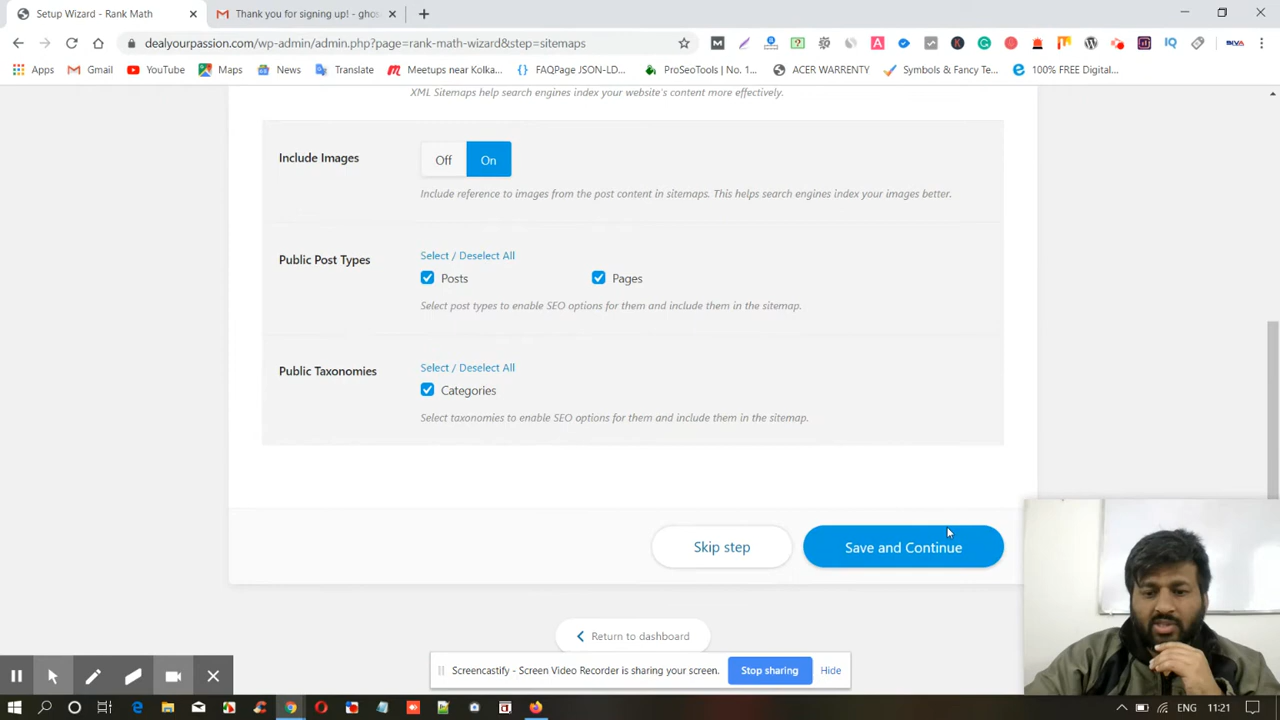 Setup Wizard - Rank Math
Thank you for signing up! - ghos
dealyourpassion.com/wp-admin/admin.php?page=rank-math-wizard&step=sitemaps
Apps
Gmail
YouTube
Maps
News
Translate
Meetups near Kolka...
FAQPage JSON-LD...
ProSeoTools | No. 1...
ACER WARRENTY
Symbols & Fancy Te...
100% FREE Digital...
XML Sitemaps help search engines index your website's content more effectively.
Include Images
Off
On
Include reference to images from the post content in sitemaps. This helps search engines index your images better.
Public Post Types
Select / Deselect All
Posts
Pages
Select post types to enable SEO options for them and include them in the sitemap.
Public Taxonomies
Select / Deselect All
Categories
Select taxonomies to enable SEO options for them and include them in the sitemap.
Skip step
Save and Continue
Return to dashboard
Screencastify - Screen Video Recorder is sharing your screen.
Stop sharing
Hide
ENG
11:21